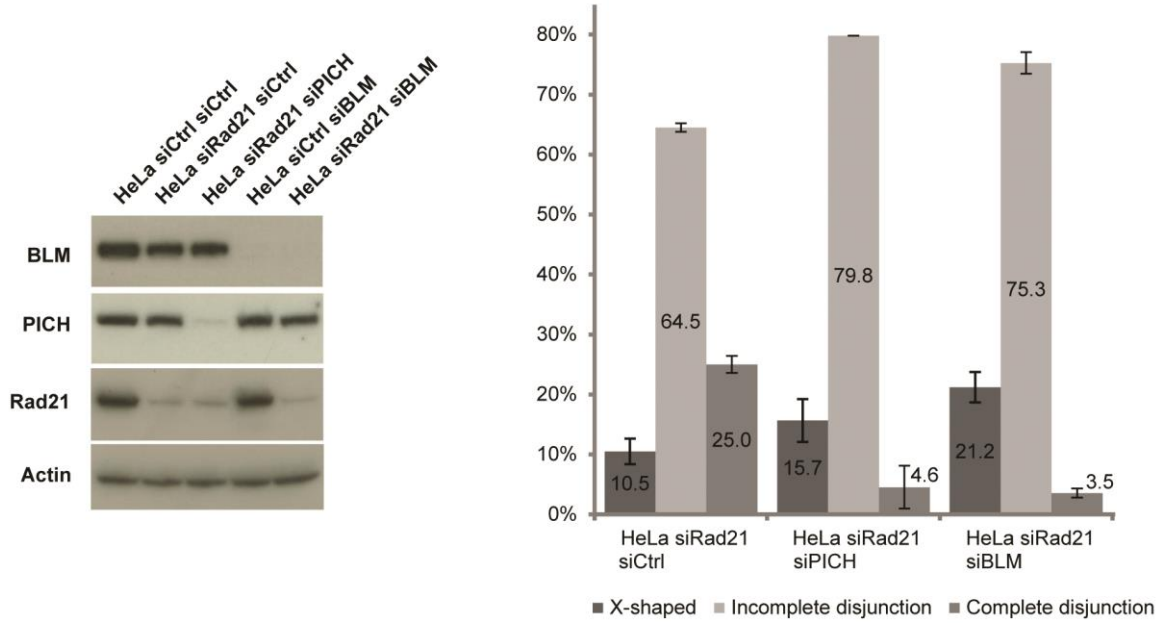 HeLa siCtrl siCtrl
HeLa siRad21 siCtrl
HeLa siRad21 siPICH
HeLa siCtrl siBLM
HeLa siRad21 siBLM
BLM
PICH
Rad21
Actin
80%
70%
60%
50%
40%
30%
20%
10%
0%
10.5
64.5
25.0
15.7
79.8
4.6
21.2
75.3
3.5
HeLa siRad21
siCtrl
HeLa siRad21
siPICH
HeLa siRad21
siBLM
X-shaped
Incomplete disjunction
Complete disjunction